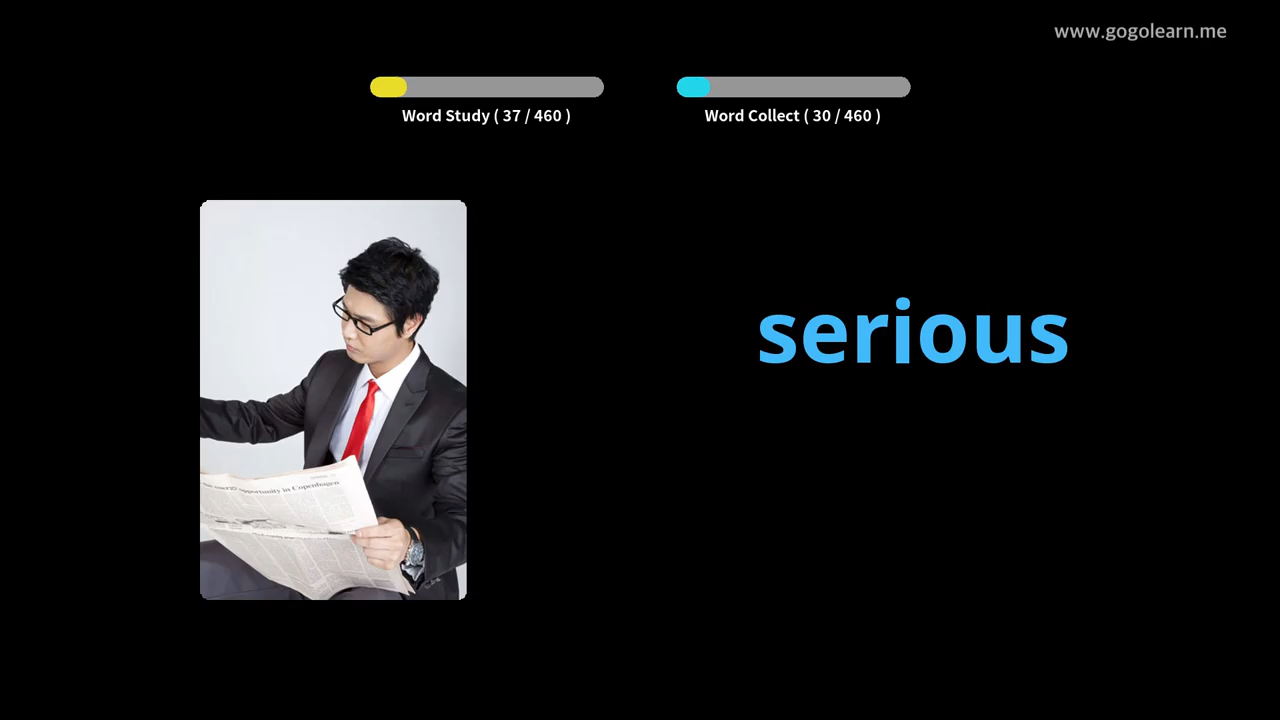 www.gogolearn.me
Word Study ( 37 / 460 )
Word Collect ( 30 / 460 )
serious
opportunity in Copenhagen